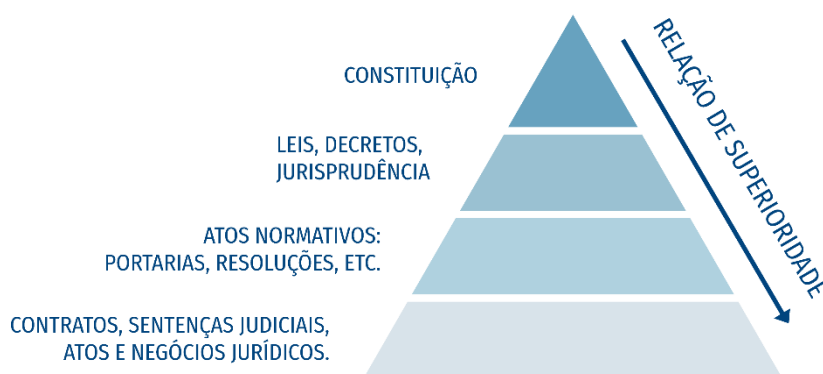 CONSTITUIÇÃO
LEIS, DECRETOS,
JURISPRUDÊNCIA
ATOS NORMATIVOS:
PORTARIAS, RESOLUÇÕES, ETC.
CONTRATOS, SENTENÇAS JUDICIAIS,
ATOS E NEGÓCIOS JURÍDICOS.
RELAÇÃO DE SUPERIORIDADE